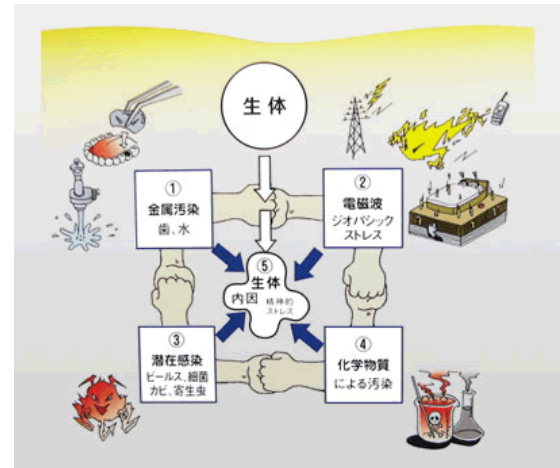 生体
①
金属汚染
歯、水
②
電磁波
ジオパシック
ストレス
⑤
生体
内因 精神的
ストレス
③
潜在感染
ビールス、細菌
カビ、寄生虫
④
化学物質
による汚染